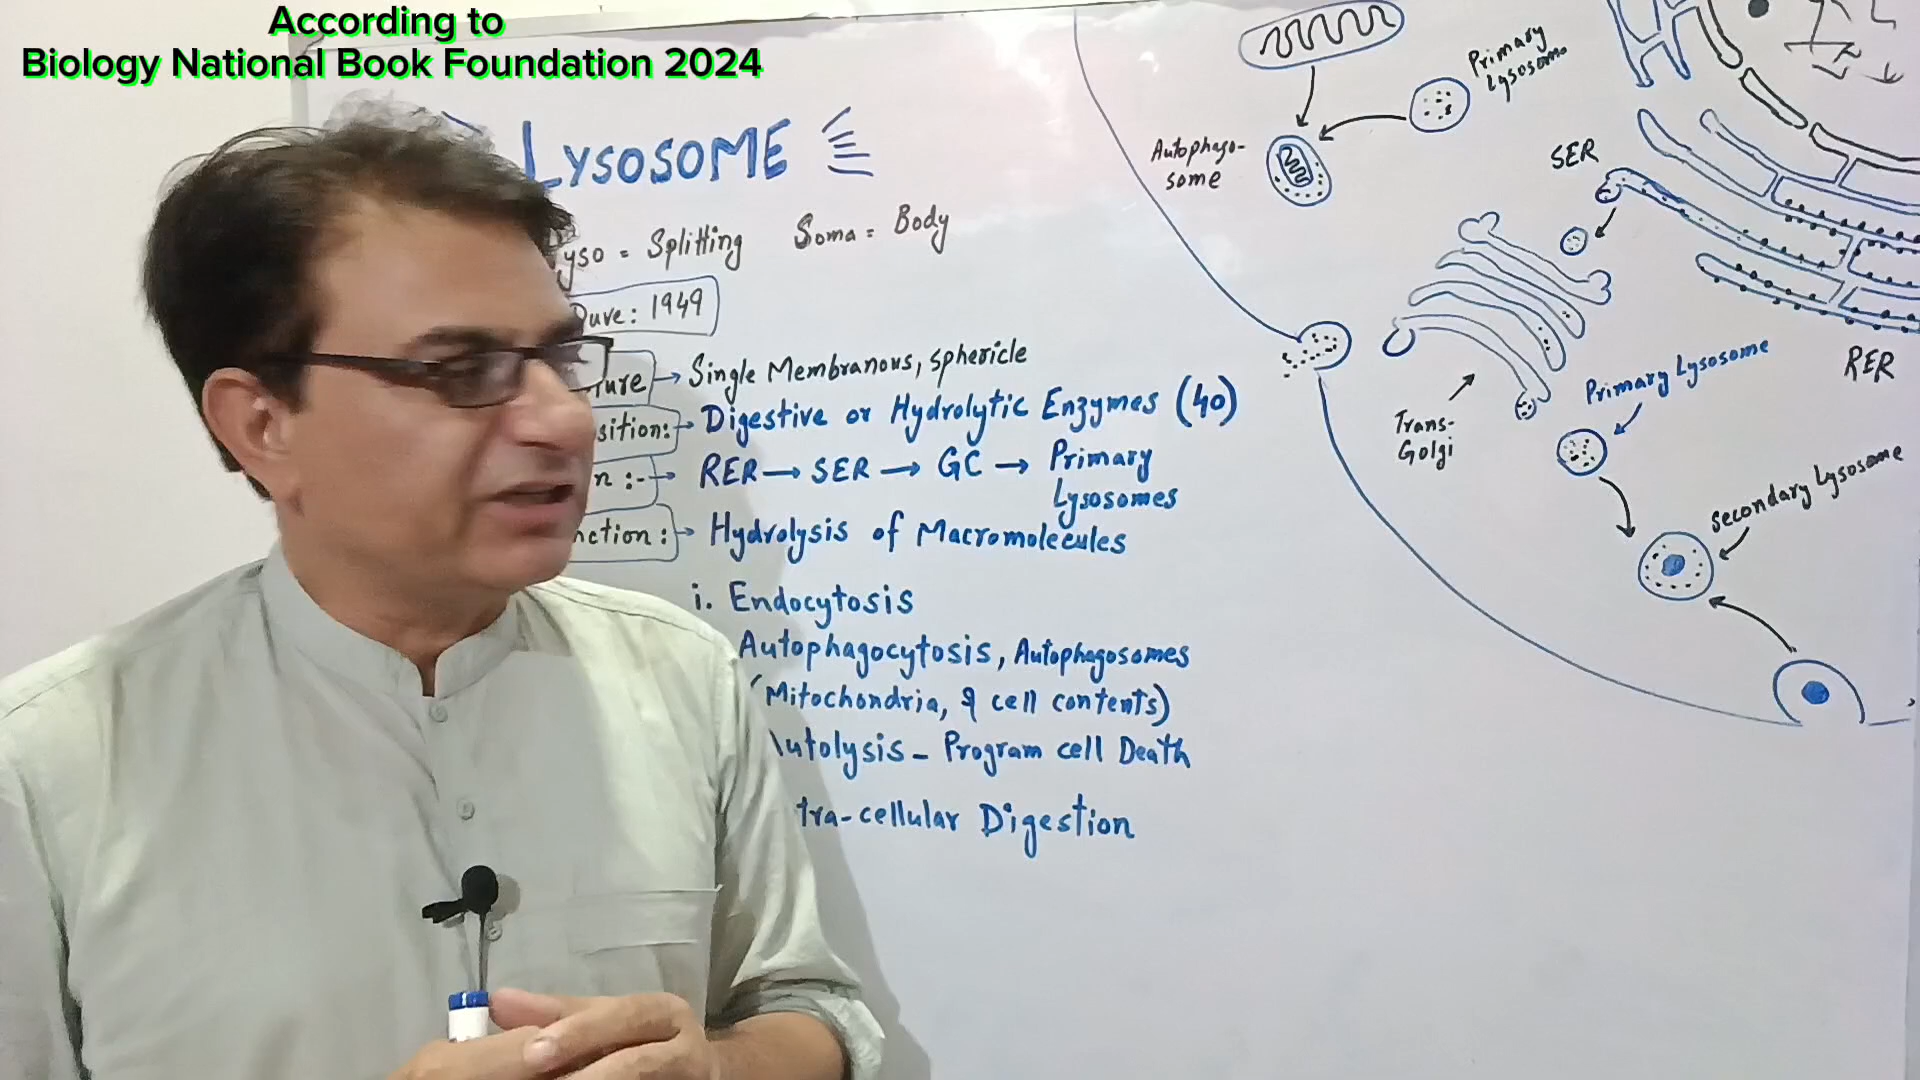 According to
Biology National Book Foundation 2024
LYSOSOME
yso = Splitting Soma = Body
Duve: 1949
ture → Single Membranous, sphericle
sition: → Digestive or Hydrolytic Enzymes (40)
n :- → RER → SER → GC → Primary
Lysosomes
nction: → Hydrolysis of Macromolecules
i. Endocytosis
Autophagocytosis, Autophagosomes
(Mitochondria, & cell contents)
Autolysis - Program cell Death
tra-cellular Digestion
Primary
Lysosome
Autophago-
some
SER
RER
Trans-
Golgi
Primary Lysosome
Secondary Lysosome